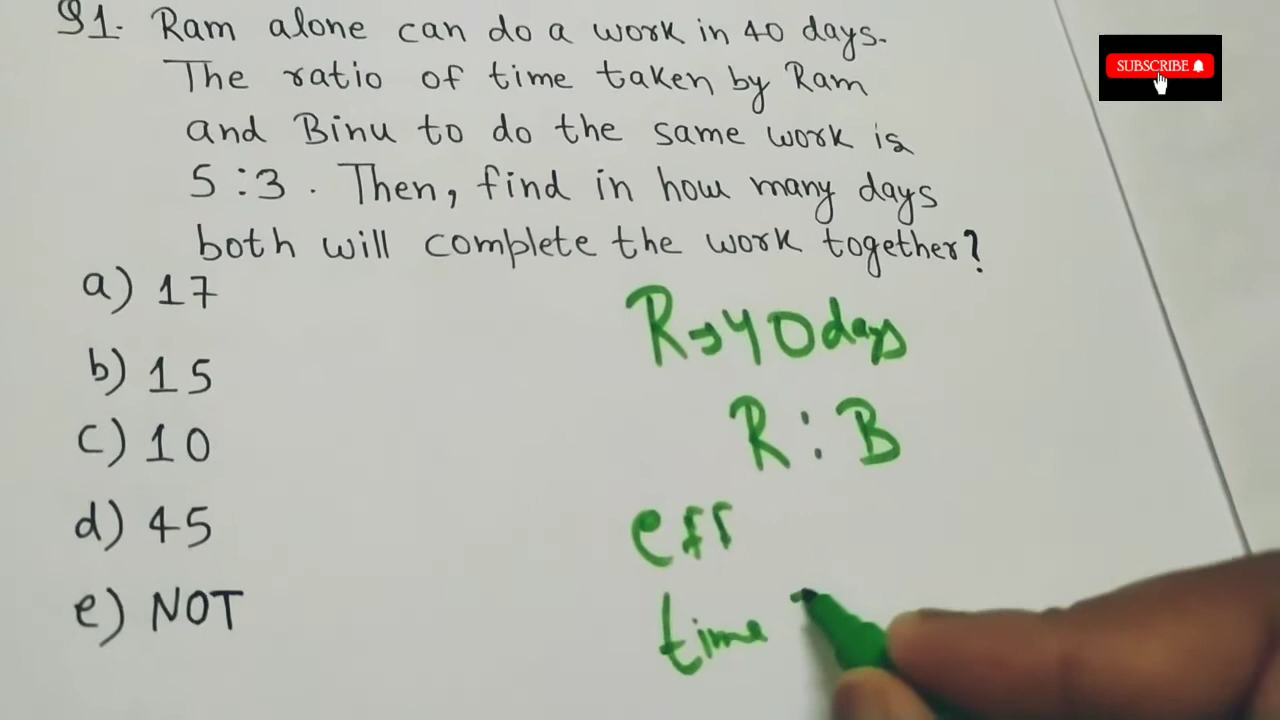 Q1. Ram alone can do a work in 40 days.
The ratio of time taken by Ram
and Binu to do the same work is
5:3. Then, find in how many days
both will complete the work together?
a) 17
b) 15
c) 10
d) 45
e) NOT
R→40days
R : B
eff
time
SUBSCRIBE